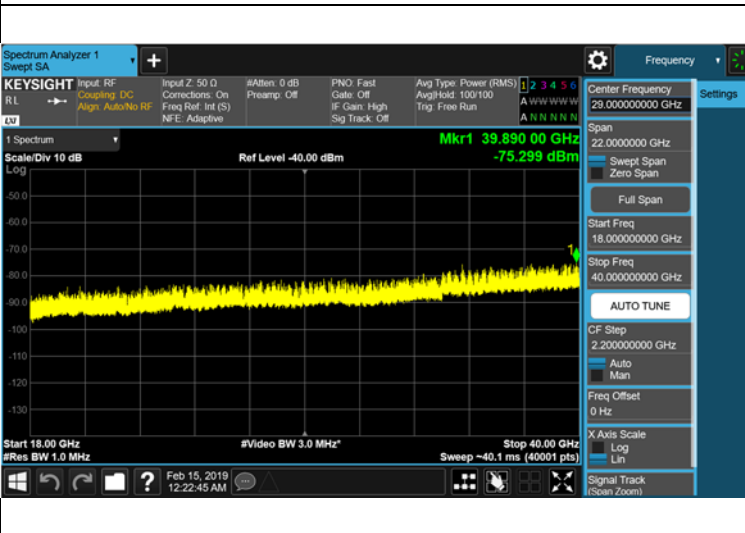 Spectrum Analyzer 1
Swept SA
Frequency
KEYSIGHT
RL
LXI
Input: RF
Coupling: DC
Align: Auto/No RF
Input Z: 50 Ω
Corrections: On
Freq Ref: Int (S)
NFE: Adaptive
#Atten: 0 dB
Preamp: Off
PNO: Fast
Gate: Off
IF Gain: High
Sig Track: Off
Avg Type: Power (RMS)
Avg|Hold: 100/100
Trig: Free Run
1 2 3 4 5 6
A W W W W W
A N N N N N
1 Spectrum
Scale/Div 10 dB
Log
Ref Level -40.00 dBm
Mkr1 39.890 00 GHz
-75.299 dBm
-50.0
-60.0
-70.0
-80.0
-90.0
-100
-110
-120
-130
1
Start 18.00 GHz
#Res BW 1.0 MHz
#Video BW 3.0 MHz*
Stop 40.00 GHz
Sweep ~40.1 ms (40001 pts)
Feb 15, 2019
12:22:45 AM
?
Center Frequency
29.000000000 GHz
Settings
Span
22.0000000 GHz
Swept Span
Zero Span
Full Span
Start Freq
18.000000000 GHz
Stop Freq
40.000000000 GHz
AUTO TUNE
CF Step
2.200000000 GHz
Auto
Man
Freq Offset
0 Hz
X Axis Scale
Log
Lin
Signal Track
(Span Zoom)